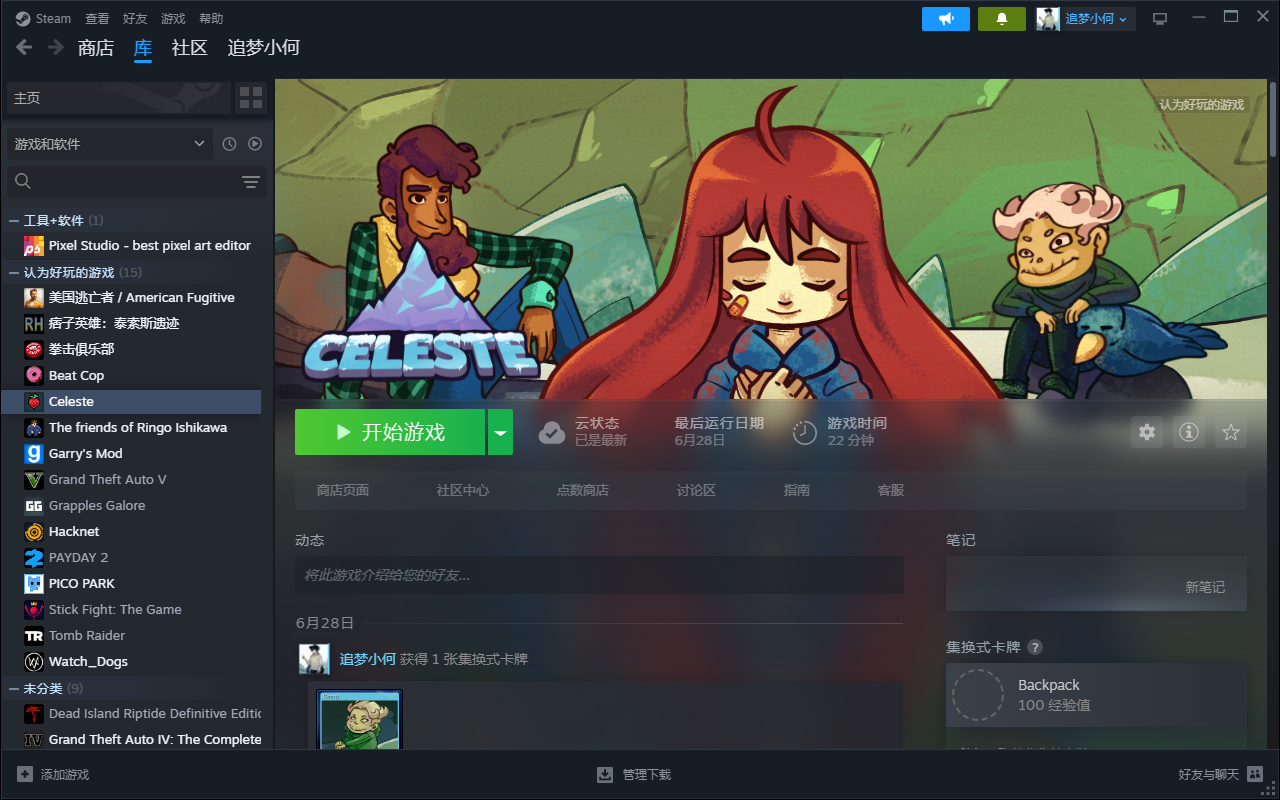 Steam 查看 好友 游戏 帮助
追梦小何
商店 库 社区 追梦小何
主页
游戏和软件
工具+软件 (1)
Pixel Studio - best pixel art editor
认为好玩的游戏 (15)
美国逃亡者 / American Fugitive
痞子英雄：泰索斯遗迹
拳击俱乐部
Beat Cop
Celeste
The friends of Ringo Ishikawa
Garry's Mod
Grand Theft Auto V
Grapples Galore
Hacknet
PAYDAY 2
PICO PARK
Stick Fight: The Game
Tomb Raider
Watch_Dogs
未分类 (9)
Dead Island Riptide Definitive Editio
Grand Theft Auto IV: The Complete
认为好玩的游戏
CELESTE
开始游戏
云状态
已是最新
最后运行日期
6月28日
游戏时间
22 分钟
商店页面 社区中心 点数商店 讨论区 指南 客服
动态
将此游戏介绍给您的好友...
6月28日
追梦小何 获得 1 张集换式卡牌
笔记
新笔记
集换式卡牌 ?
Backpack
100 经验值
添加游戏
管理下载
好友与聊天